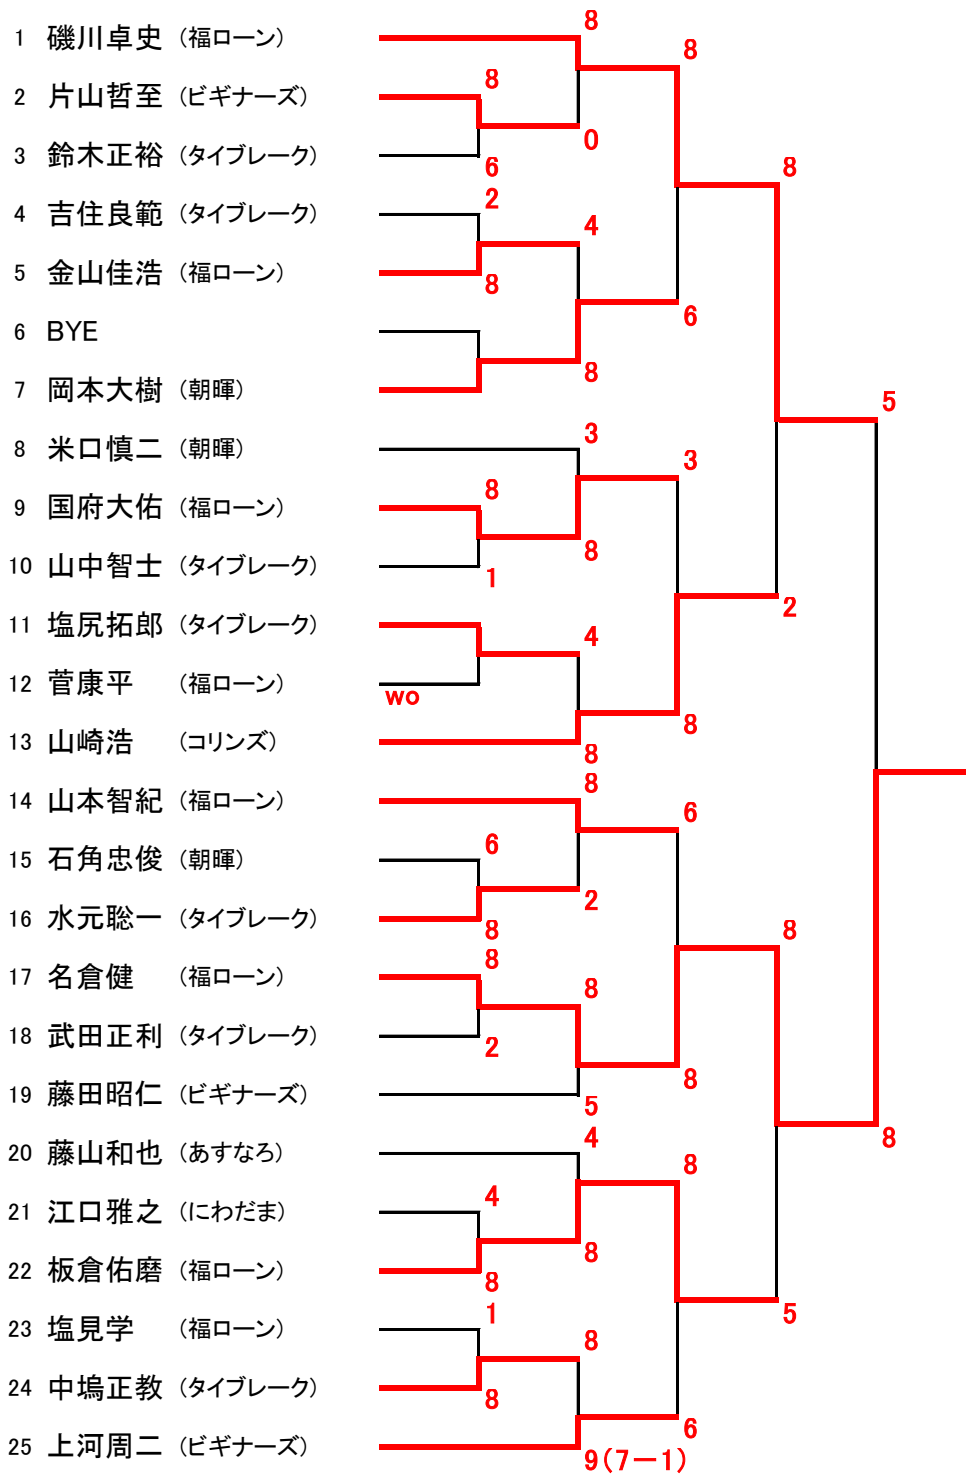 8
1 磯川卓史 (福ローン)
8
8
2 片山哲至 (ビギナーズ)
0
3 鈴木正裕 (タイブレーク)
6
8
2
4 吉住良範 (タイブレーク)
4
5 金山佳浩 (福ローン)
8
6
6 BYE
8
7 岡本大樹 (朝暉)
5
3
8 米口慎二 (朝暉)
3
8
9 国府大佑 (福ローン)
8
10 山中智士 (タイブレーク)
1
2
11 塩尻拓郎 (タイブレーク)
4
12 菅康平 (福ローン)
wo
8
13 山崎浩 (コリンズ)
8
8
14 山本智紀 (福ローン)
6
6
15 石角忠俊 (朝暉)
2
16 水元聡一 (タイブレーク)
8
8
8
17 名倉健 (福ローン)
8
18 武田正利 (タイブレーク)
2
8
19 藤田昭仁 (ビギナーズ)
5
4
8
20 藤山和也 (あすなろ)
8
4
21 江口雅之 (にわだま)
8
22 板倉佑磨 (福ローン)
8
1
5
23 塩見学 (福ローン)
8
24 中塢正教 (タイブレーク)
8
6
25 上河周二 (ビギナーズ)
9(7－1)